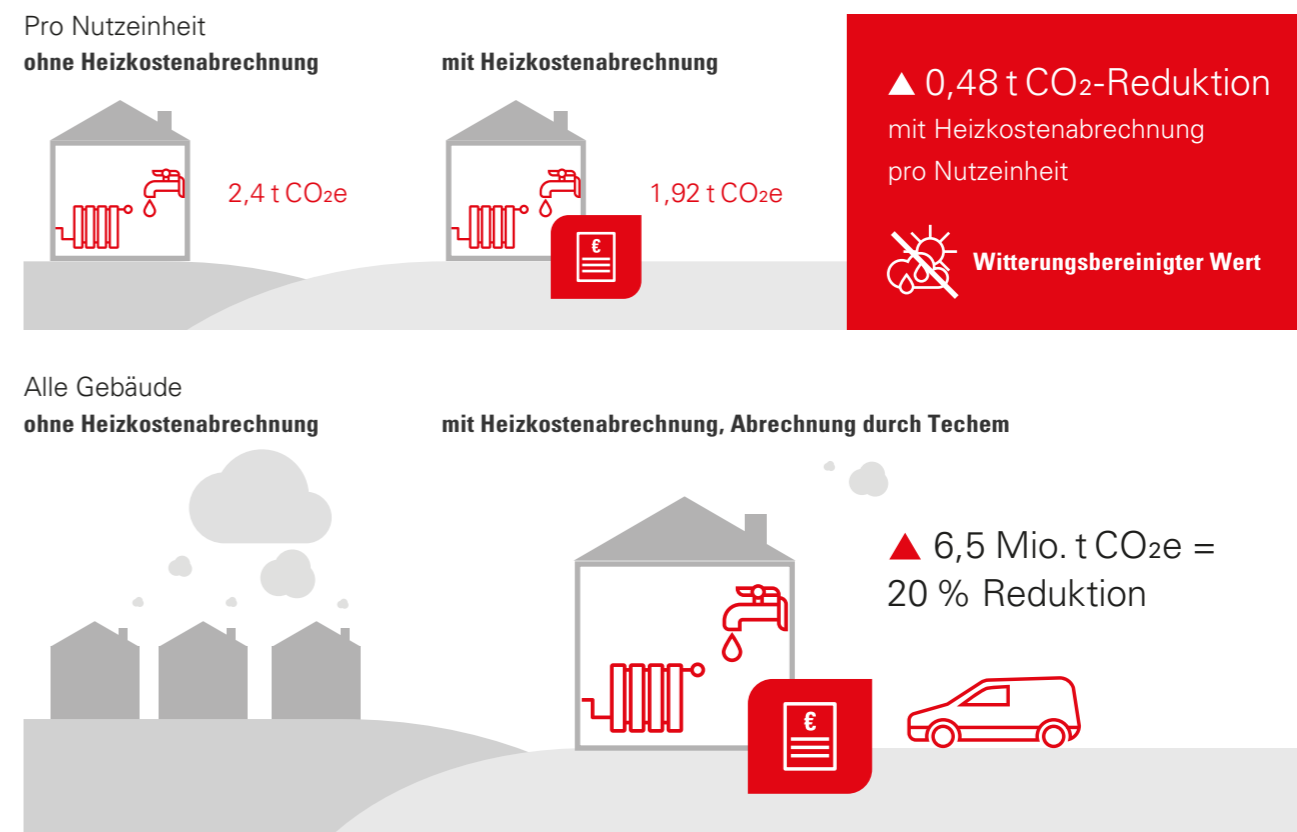 Pro Nutzeinheit
ohne Heizkostenabrechnung
mit Heizkostenabrechnung
2,4 t CO₂e
€
1,92 t CO₂e
▲ 0,48 t CO₂-Reduktion
mit Heizkostenabrechnung
pro Nutzeinheit
Witterungsbereinigter Wert
Alle Gebäude
ohne Heizkostenabrechnung
mit Heizkostenabrechnung, Abrechnung durch Techem
▲ 6,5 Mio. t CO₂e =
20 % Reduktion
€